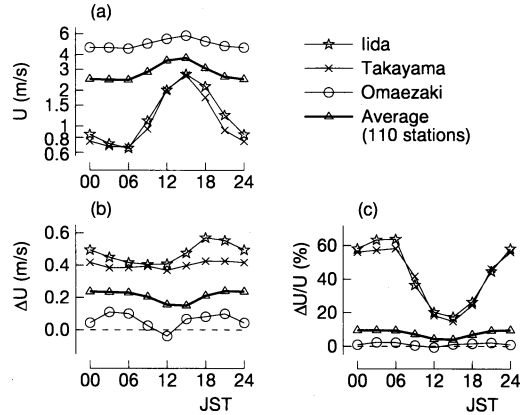 (a)
U (m/s)
6
4
3
2
1.5
1
0.8
0.6
00 06 12 18 24
Iida
Takayama
Omaezaki
Average
(110 stations)
(b)
ΔU (m/s)
0.6
0.4
0.2
0.0
00 06 12 18 24
JST
(c)
ΔU/U (%)
60
40
20
0
00 06 12 18 24
JST